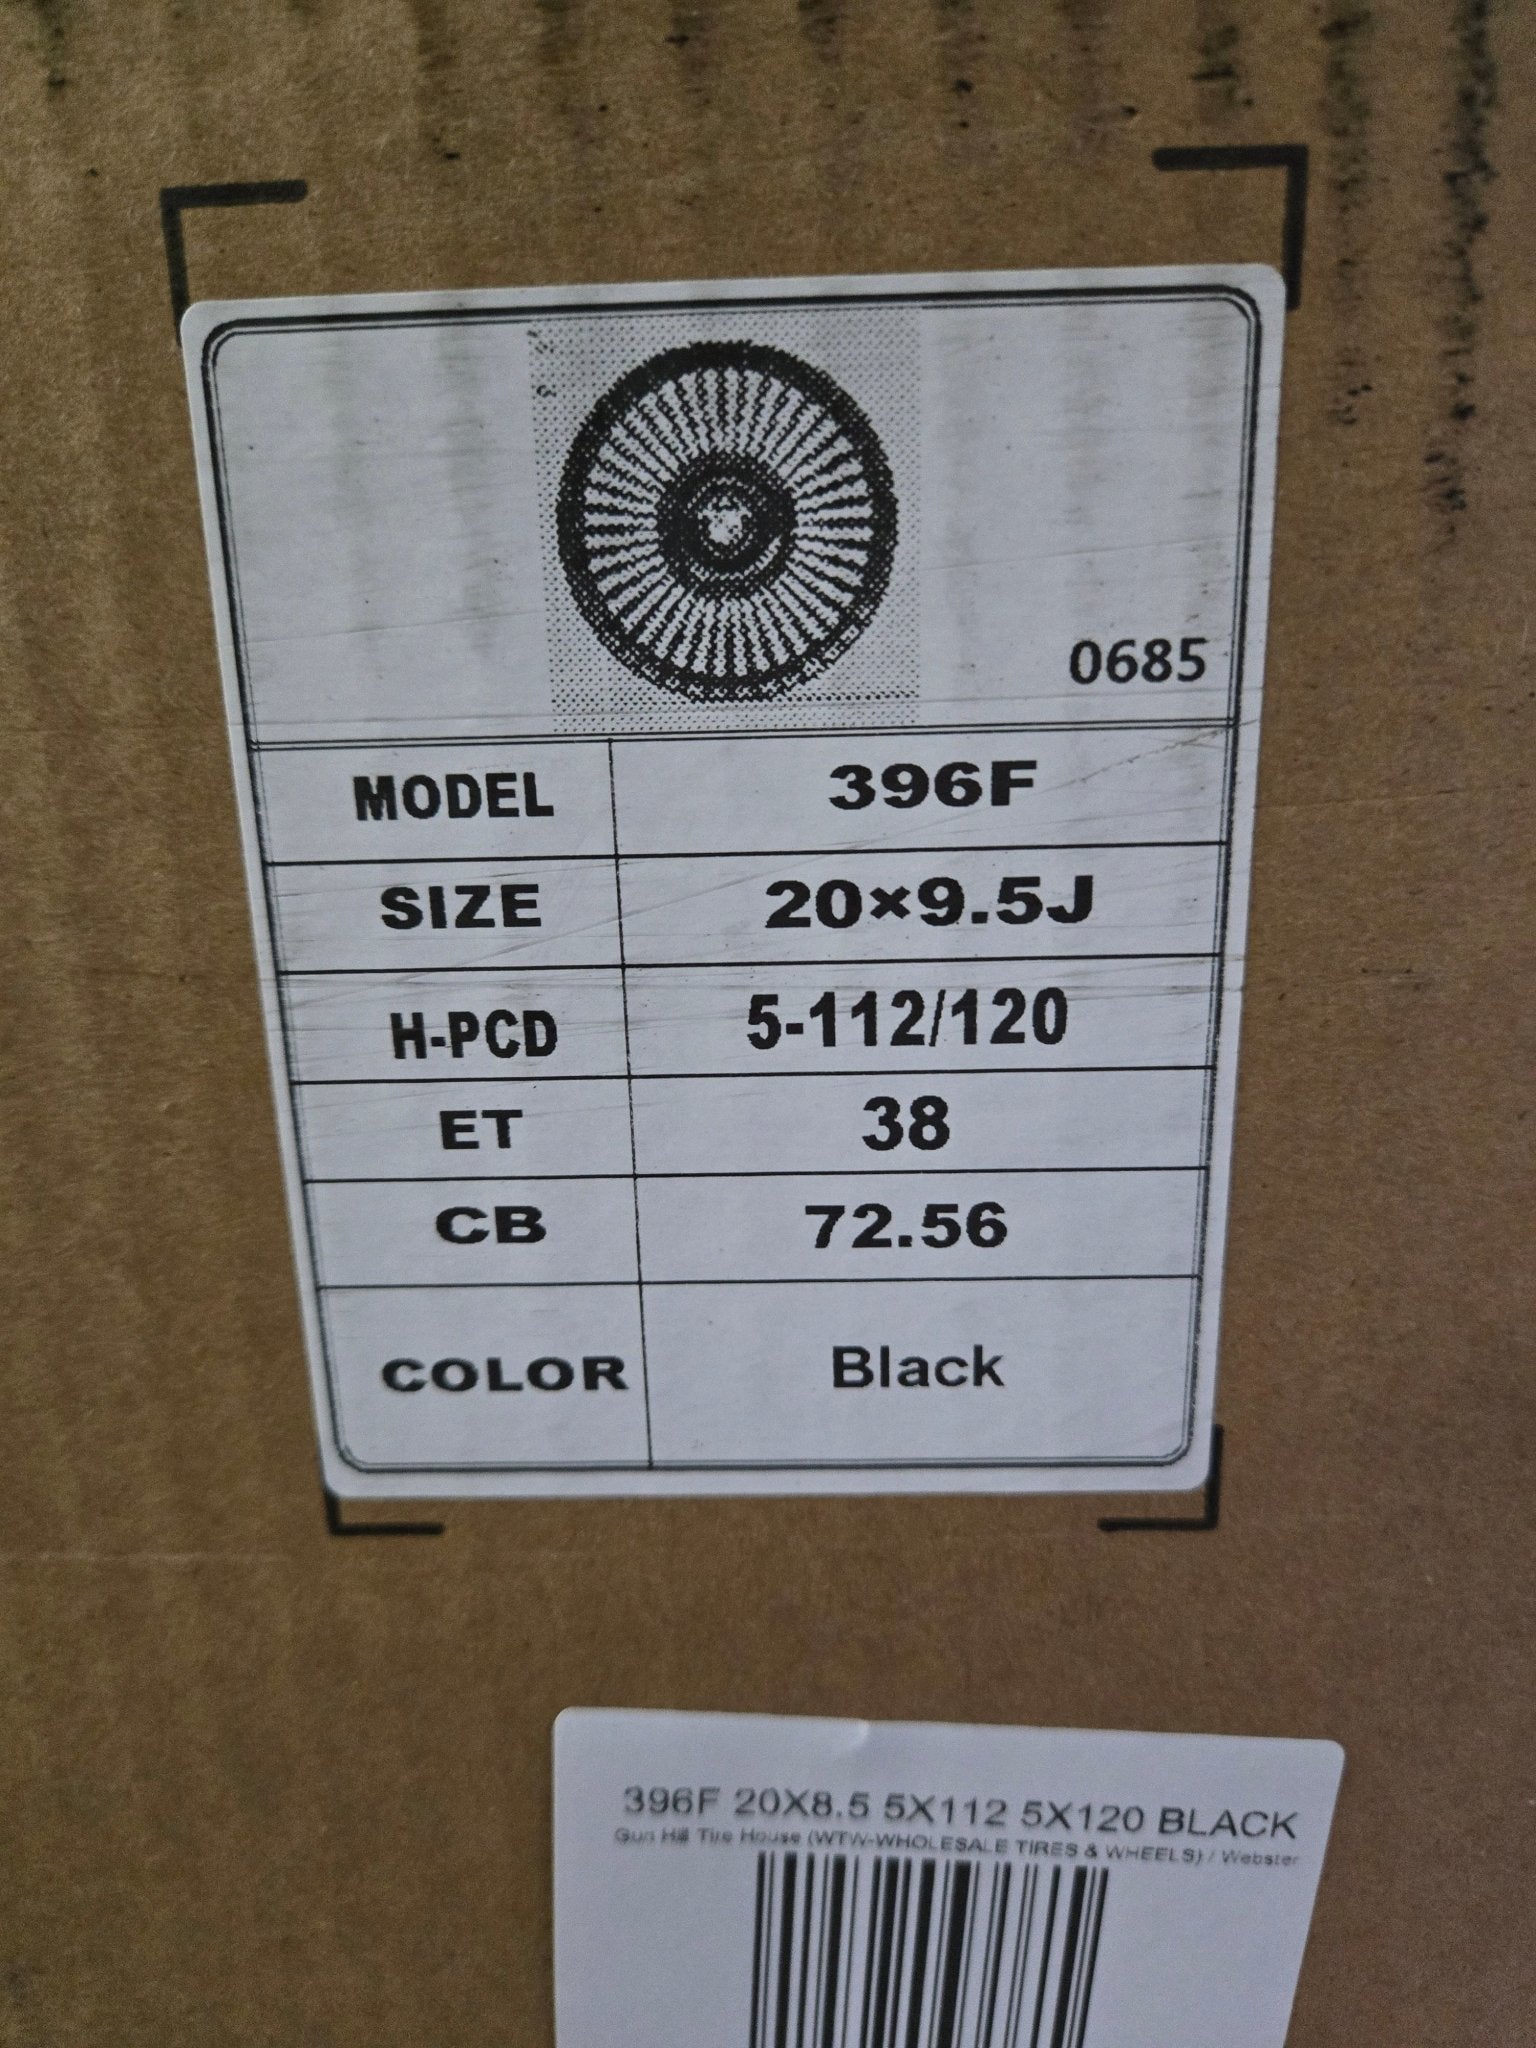 0685
MODEL 396F
SIZE 20×9.5J
H-PCD 5-112/120
ET 38
CB 72.56
COLOR Black
396F 20X8.5 5X112 5X120 BLACK
Gun Hill Tire House (WTW-WHOLESALE TIRES & WHEELS) / Webster